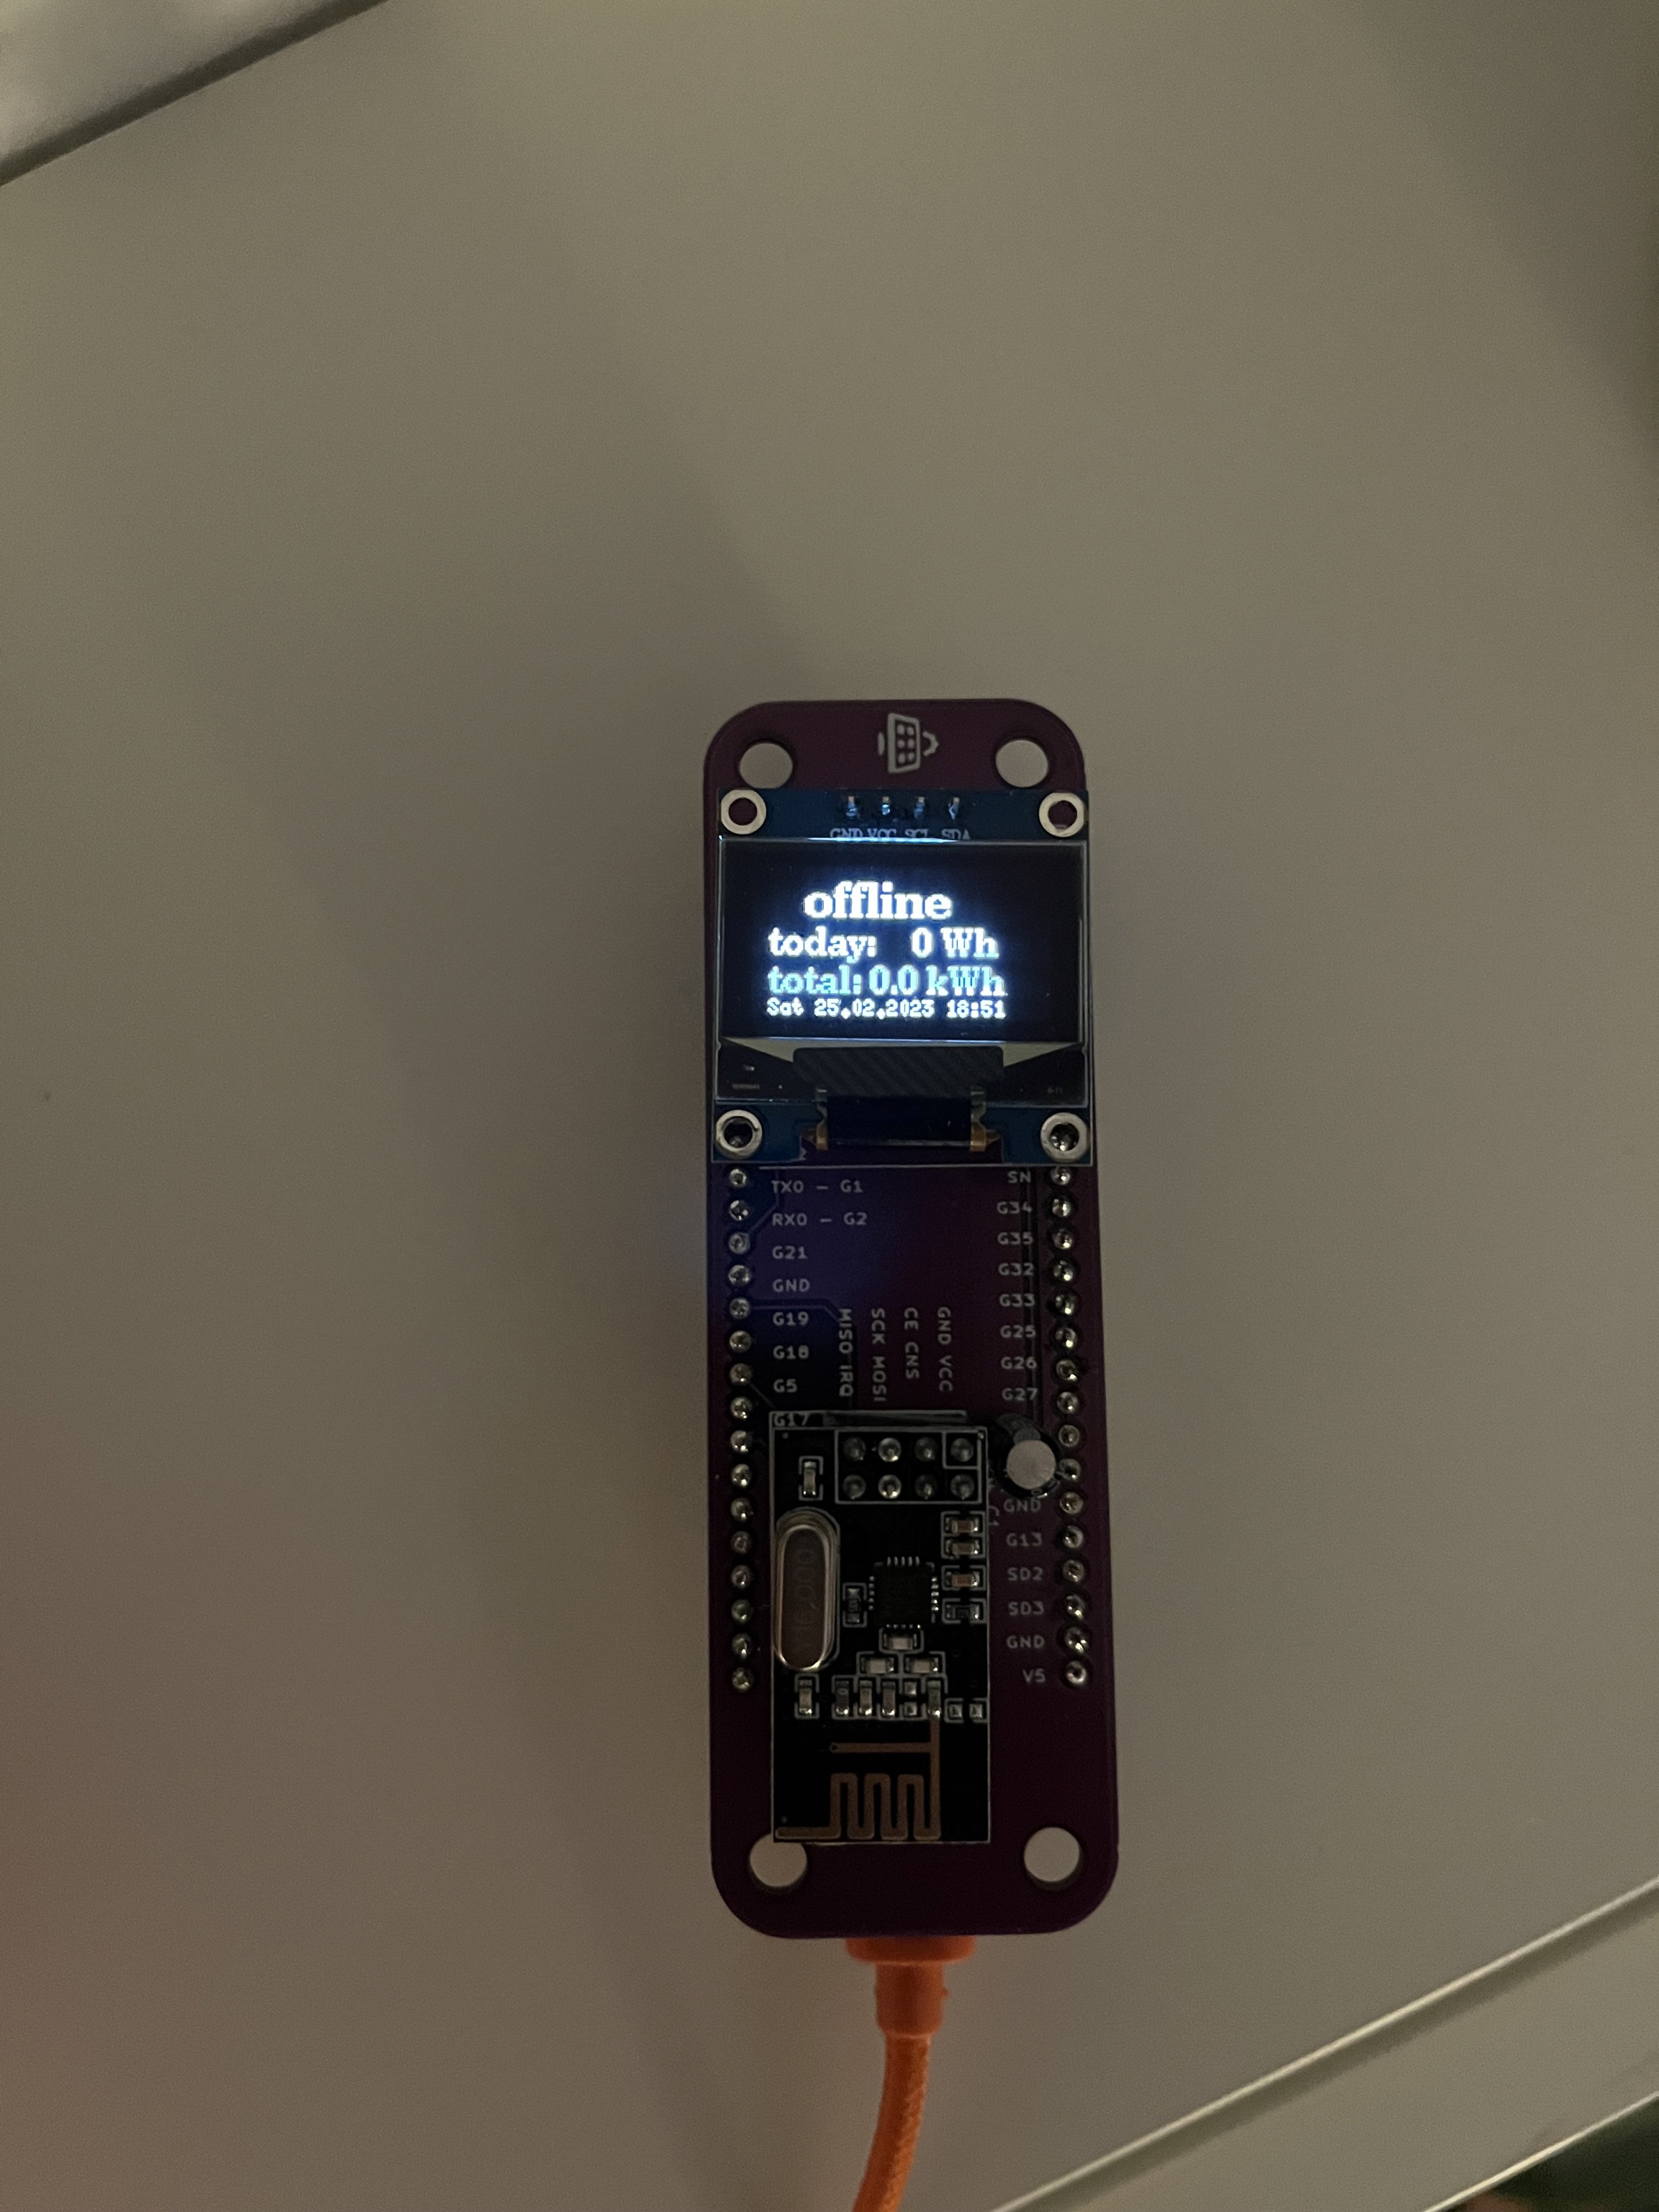 GND VCC SCL SDA
offline
today: 0 Wh
total: 0.0 kWh
Sat 25.02.2023 18:51
TX0 - G1
RX0 - G2
G21
GND
G19
G18
G5
G17
MISO IRQ
SCK MOSI
CE CNS
GND VCC
SN
G34
G35
G32
G33
G25
G26
G27
GND
G13
SD2
SD3
GND
V5
C1